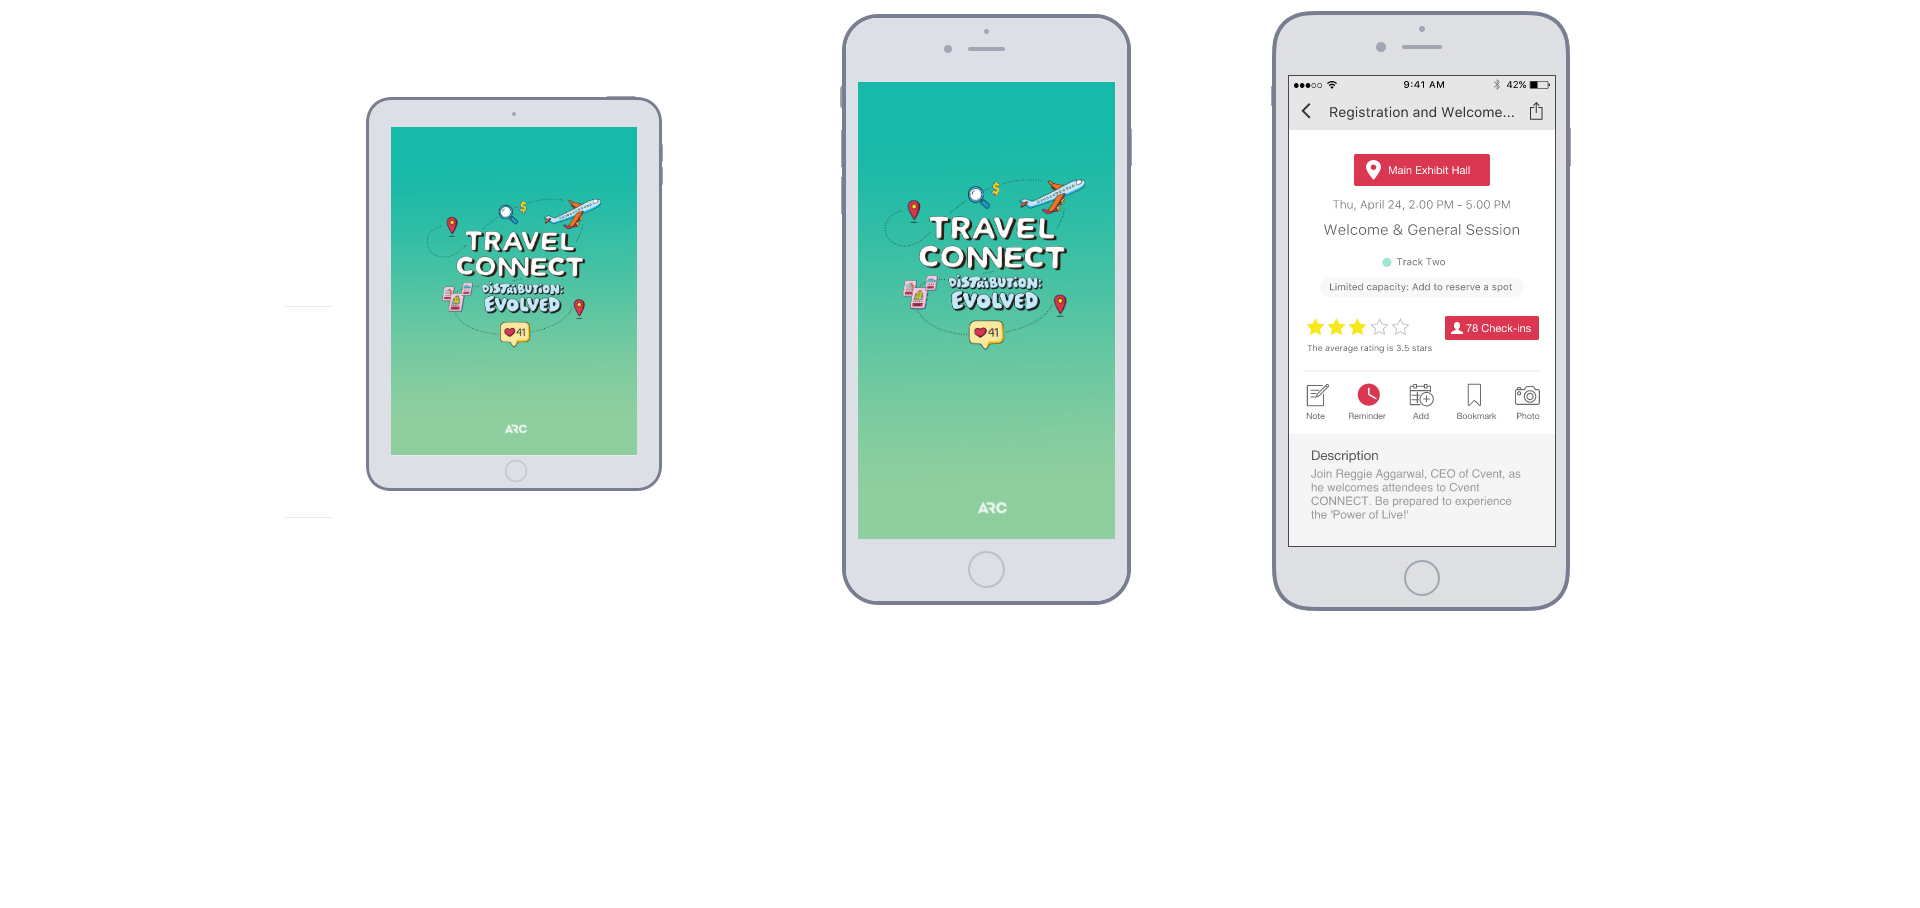 TRAVEL
CONNECT
DISTRIBUTION:
EVOLVED
41
ARC
TRAVEL
CONNECT
DISTRIBUTION:
EVOLVED
41
ARC
9:41 AM
42%
Registration and Welcome...
Main Exhibit Hall
Thu, April 24, 2:00 PM - 5:00 PM
Welcome & General Session
Track Two
Limited capacity: Add to reserve a spot
78 Check-ins
The average rating is 3.5 stars
Note Reminder Add Bookmark Photo
Description
Join Reggie Aggarwal, CEO of Cvent, as
he welcomes attendees to Cvent
CONNECT. Be prepared to experience
the 'Power of Live!'